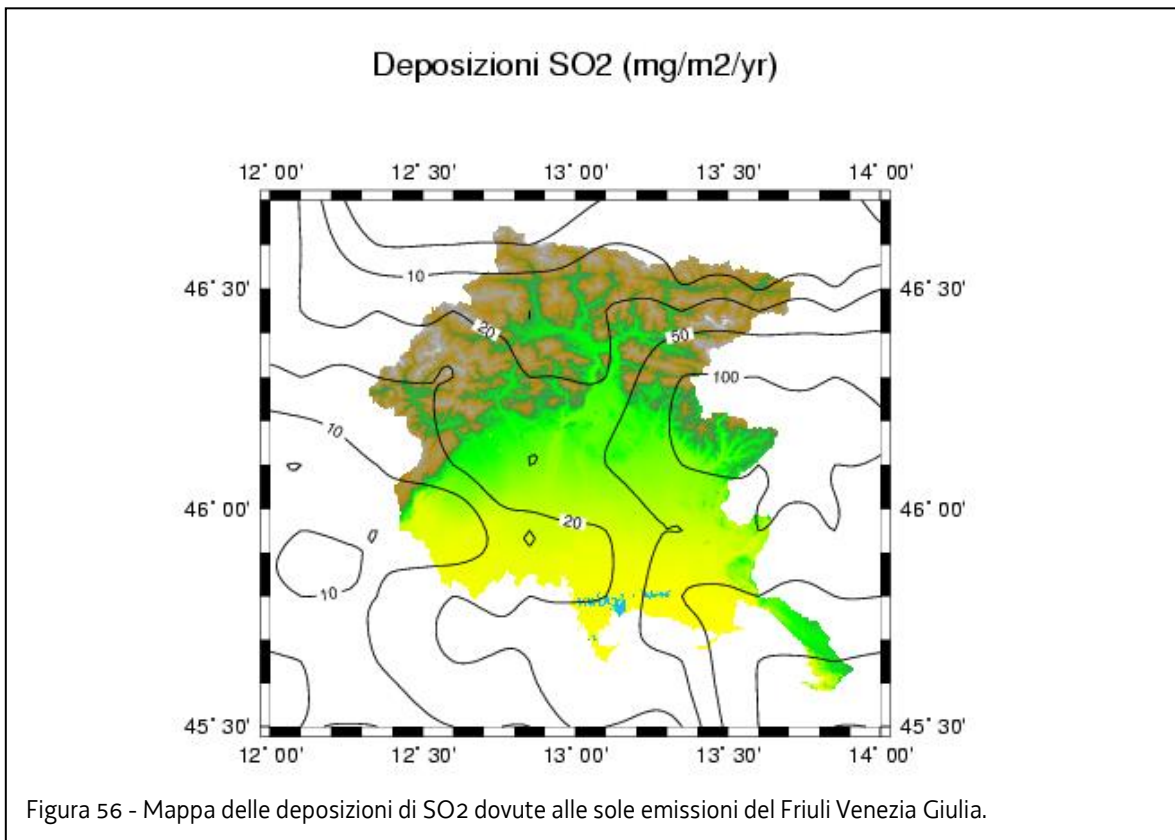 Deposizioni SO2 (mg/m2/yr)
12° 00' 12° 30' 13° 00' 13° 30' 14° 00'
46° 30' 46° 30'
10
20
50
100
10
46° 00' 46° 00'
20
10
45° 30' 45° 30'
12° 00' 12° 30' 13° 00' 13° 30' 14° 00'
Figura 56 - Mappa delle deposizioni di SO2 dovute alle sole emissioni del Friuli Venezia Giulia.